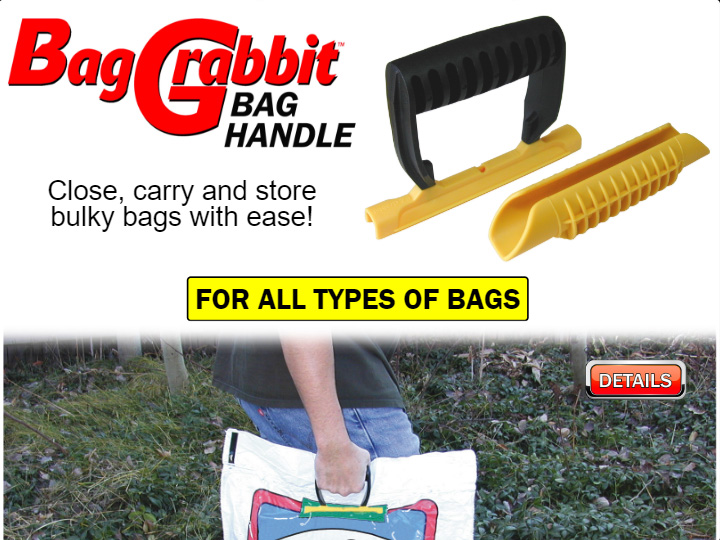 BagGrabbit™
BAG
HANDLE
Close, carry and store
bulky bags with ease!
FOR ALL TYPES OF BAGS
DETAILS